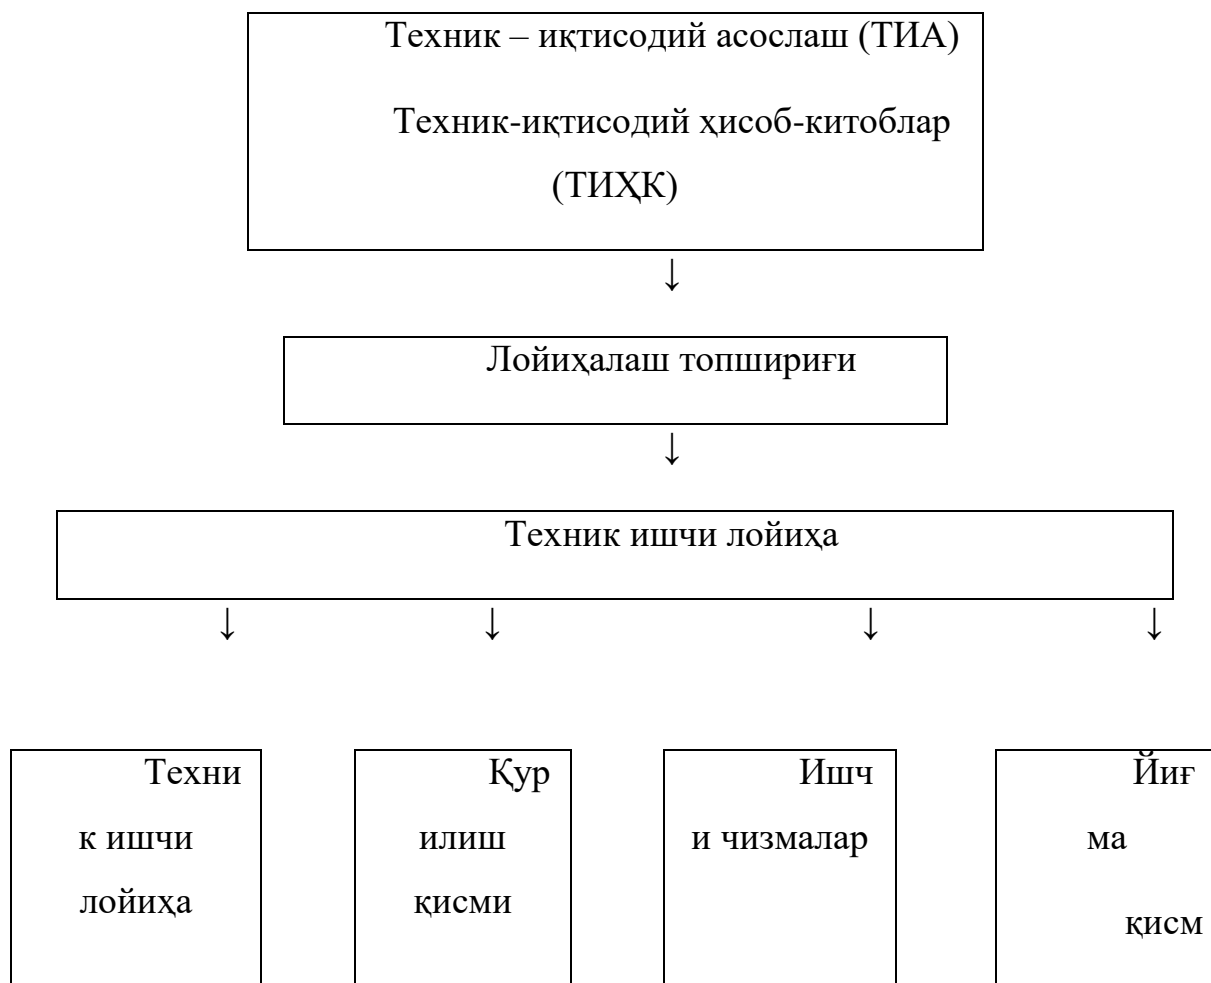 Техник – иқтисодий асослаш (ТИА)
Техник-иқтисодий ҳисоб-китоблар
(ТИҲК)
↓
Лойиҳалаш топшириғи
↓
Техник ишчи лойиҳа
↓ ↓ ↓ ↓
Техни
к ишчи
лойиҳа
Қур
илиш
қисми
Ишч
и чизмалар
Йиғ
ма
қисм